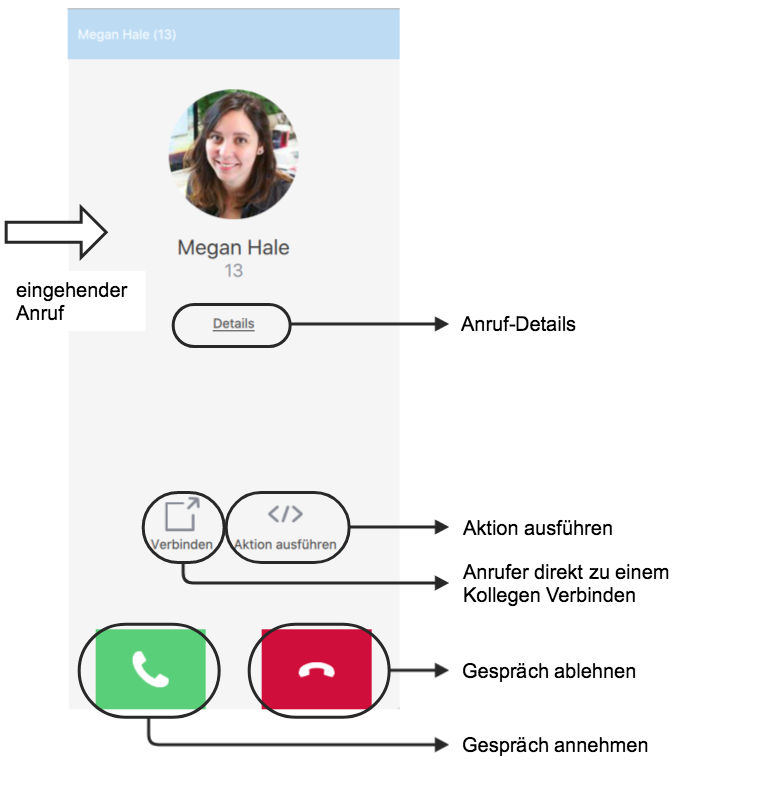 Megan Hale (13)
Megan Hale
13
eingehender
Anruf
Details
Anruf-Details
Verbinden
Aktion ausführen
Aktion ausführen
Anrufer direkt zu einem
Kollegen Verbinden
Gespräch ablehnen
Gespräch annehmen